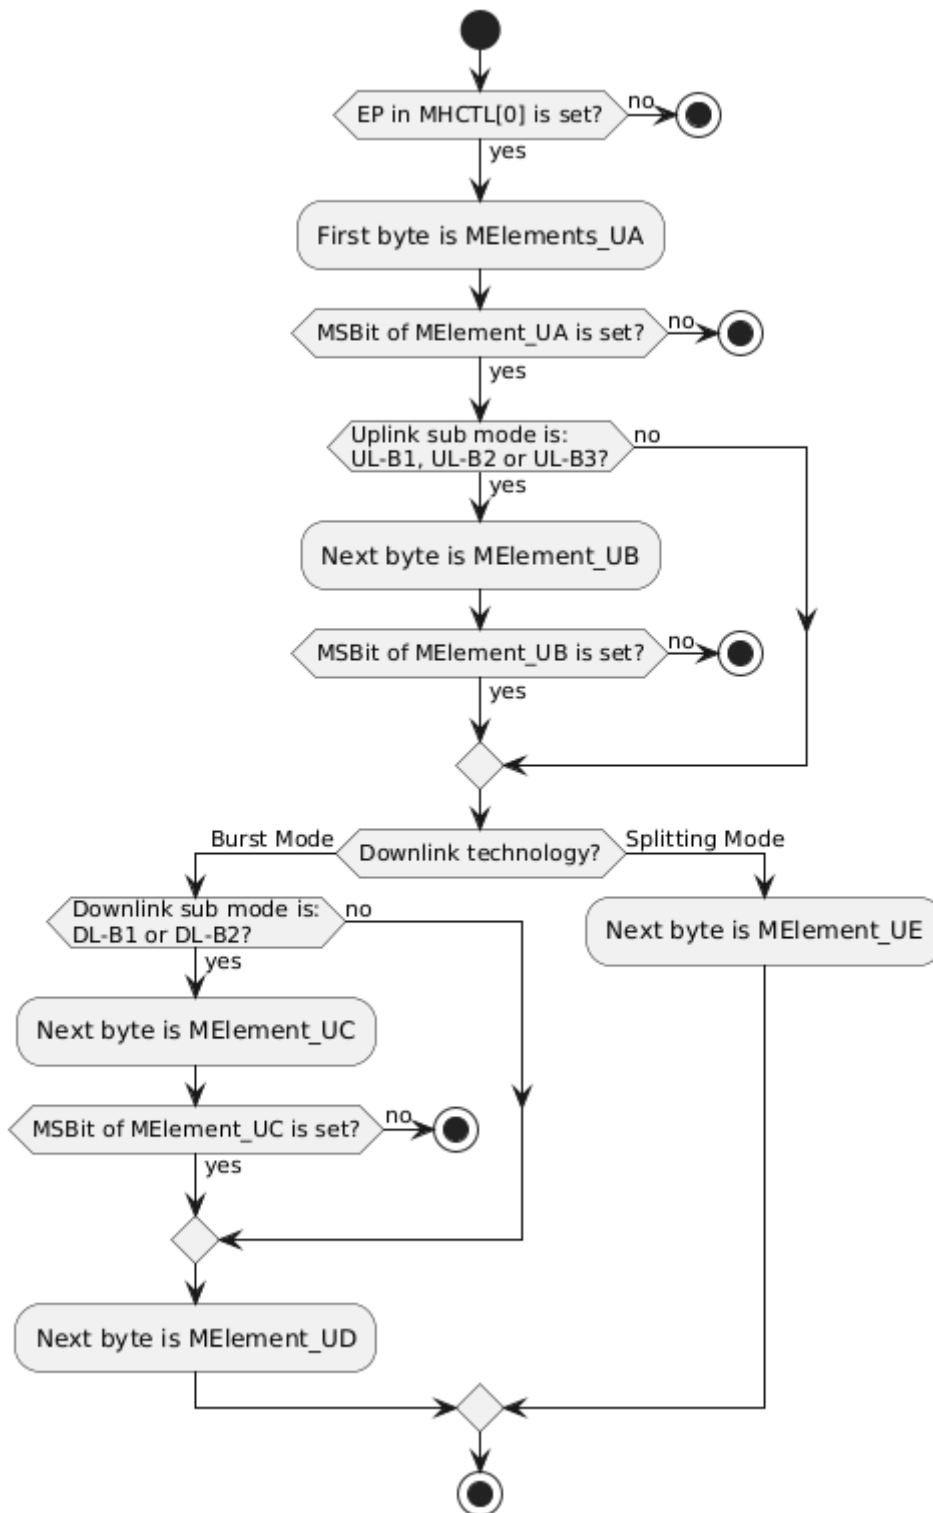 EP in MHCTL[0] is set?
no
yes
First byte is MElements_UA
MSBit of MElement_UA is set?
no
yes
Uplink sub mode is:
UL-B1, UL-B2 or UL-B3?
no
yes
Next byte is MElement_UB
MSBit of MElement_UB is set?
no
yes
Downlink technology?
Burst Mode
Splitting Mode
Downlink sub mode is:
DL-B1 or DL-B2?
no
yes
Next byte is MElement_UE
Next byte is MElement_UC
MSBit of MElement_UC is set?
no
yes
Next byte is MElement_UD